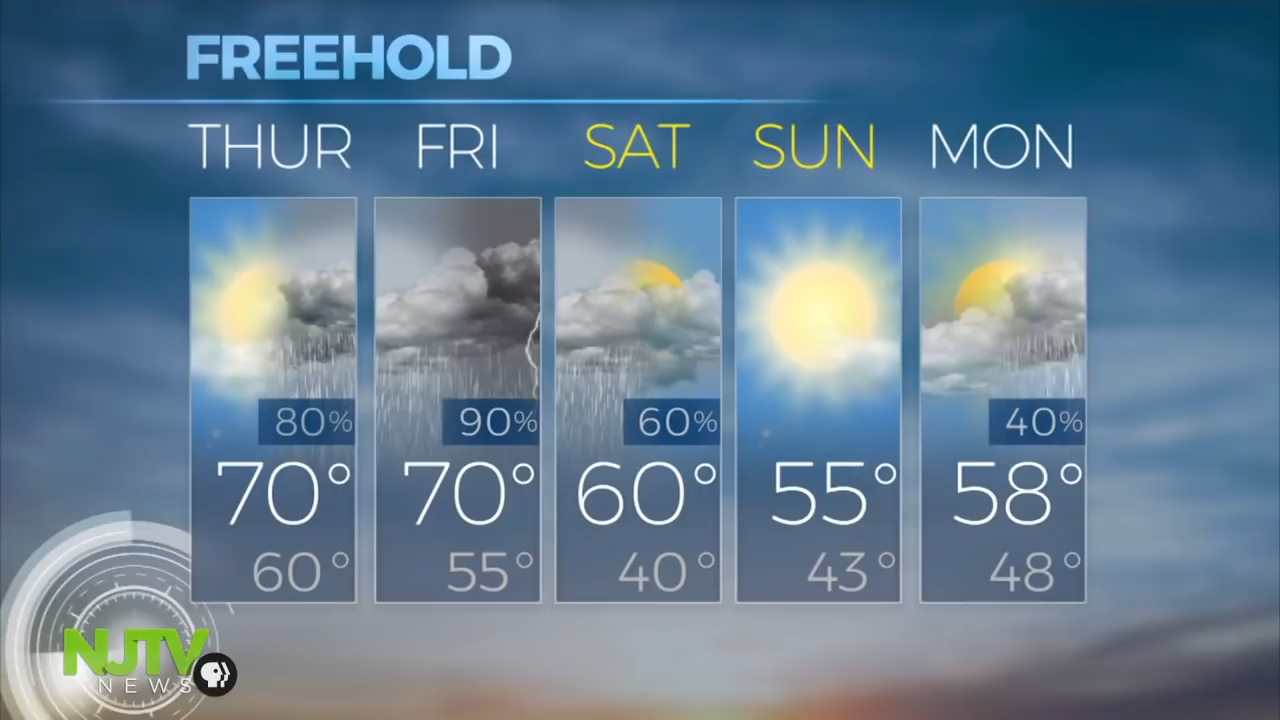 FREEHOLD
THUR FRI SAT SUN MON
80% 90% 60% 40%
70° 70° 60° 55° 58°
60° 55° 40° 43° 48°
NJTV
NEWS